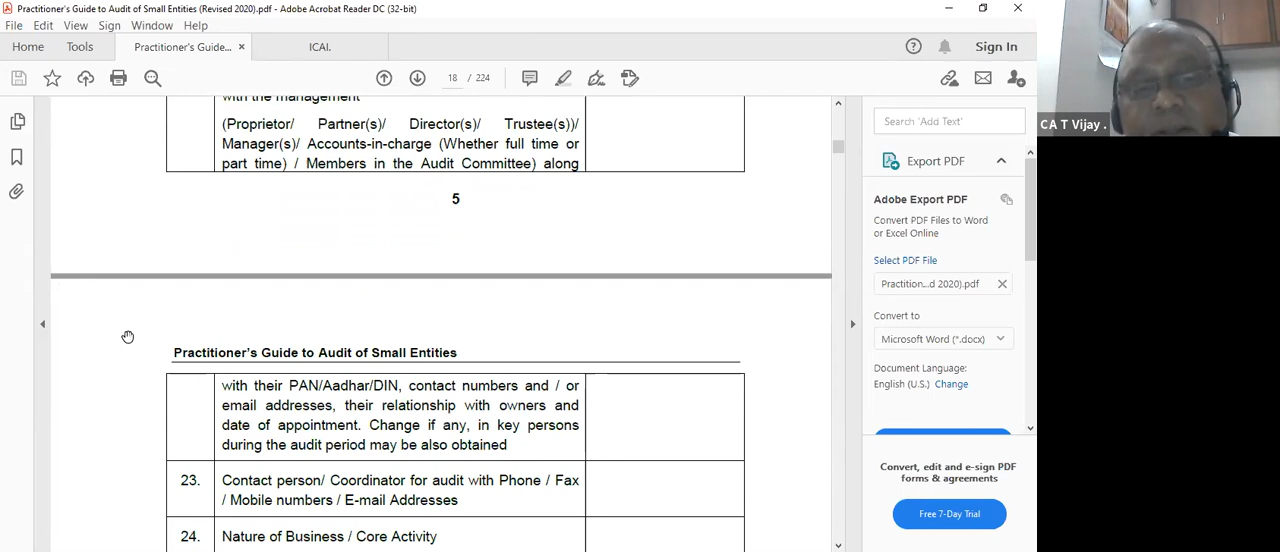 Practitioner's Guide to Audit of Small Entities (Revised 2020).pdf - Adobe Acrobat Reader DC (32-bit)
File Edit View Sign Window Help
Home Tools Practitioner's Guide... × ICAI. Sign In
18 / 224
with the management
(Proprietor/ Partner(s)/ Director(s)/ Trustee(s))/
Manager(s)/ Accounts-in-charge (Whether full time or
part time) / Members in the Audit Committee) along
5
Practitioner's Guide to Audit of Small Entities
with their PAN/Aadhar/DIN, contact numbers and / or
email addresses, their relationship with owners and
date of appointment. Change if any, in key persons
during the audit period may be also obtained
23. Contact person/ Coordinator for audit with Phone / Fax
/ Mobile numbers / E-mail Addresses
24. Nature of Business / Core Activity
Search 'Add Text'
Export PDF
Adobe Export PDF
Convert PDF Files to Word
or Excel Online
Select PDF File
Practition...d 2020).pdf
Convert to
Microsoft Word (*.docx)
Document Language:
English (U.S.) Change
Convert, edit and e-sign PDF
forms & agreements
Free 7-Day Trial
CA T Vijay .